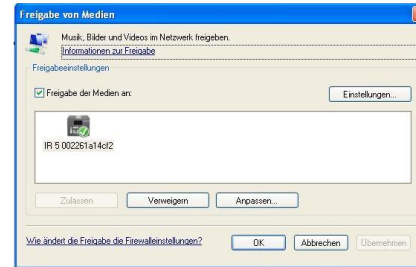 Freigabe von Medien
Musik, Bilder und Videos im Netzwerk freigeben.
Informationen zur Freigabe
Freigabeeinstellungen
Freigabe der Medien an:
Einstellungen...
IR 5 002261a14cf2
Zulassen
Verweigern
Anpassen...
Wie ändert die Freigabe die Firewalleinstellungen?
OK
Abbrechen
Übernehmen